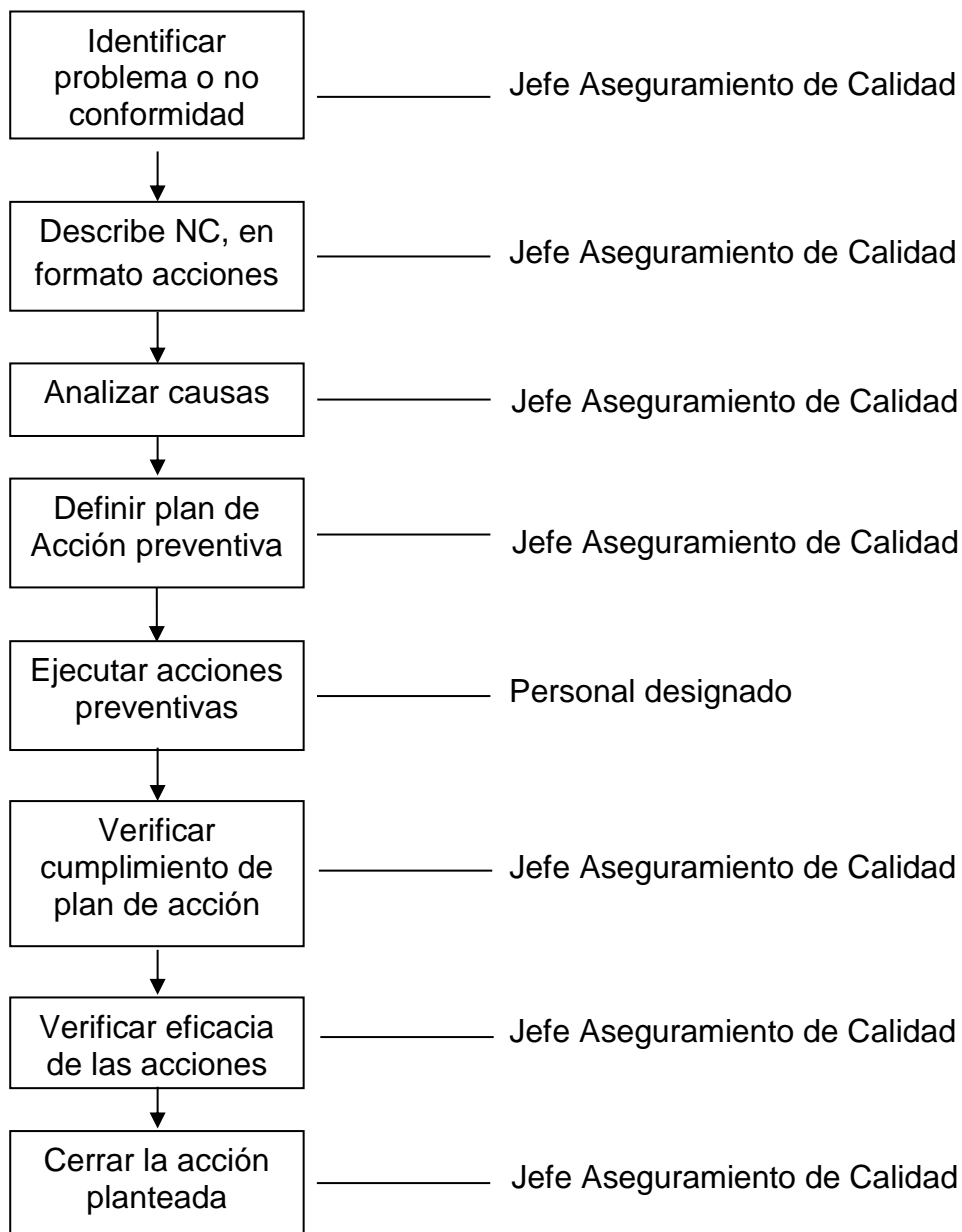 Identificar
problema o no
conformidad
Jefe Aseguramiento de Calidad
Describe NC, en
formato acciones
Jefe Aseguramiento de Calidad
Analizar causas
Jefe Aseguramiento de Calidad
Definir plan de
Acción preventiva
Jefe Aseguramiento de Calidad
Ejecutar acciones
preventivas
Personal designado
Verificar
cumplimiento de
plan de acción
Jefe Aseguramiento de Calidad
Verificar eficacia
de las acciones
Jefe Aseguramiento de Calidad
Cerrar la acción
planteada
Jefe Aseguramiento de Calidad